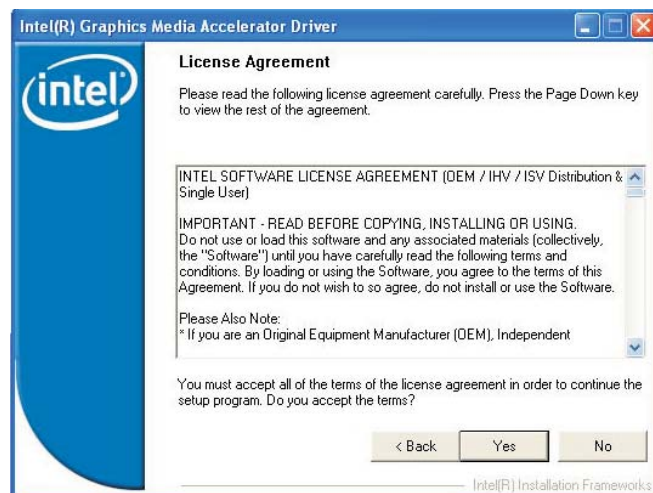 Intel(R) Graphics Media Accelerator Driver
intel
License Agreement
Please read the following license agreement carefully. Press the Page Down key
to view the rest of the agreement.
INTEL SOFTWARE LICENSE AGREEMENT (OEM / IHV / ISV Distribution &
Single User)
IMPORTANT - READ BEFORE COPYING, INSTALLING OR USING.
Do not use or load this software and any associated materials (collectively,
the "Software") until you have carefully read the following terms and
conditions. By loading or using the Software, you agree to the terms of this
Agreement. If you do not wish to so agree, do not install or use the Software.
Please Also Note:
* If you are an Original Equipment Manufacturer (OEM), Independent
You must accept all of the terms of the license agreement in order to continue the
setup program. Do you accept the terms?
< Back
Yes
No
Intel(R) Installation Frameworks